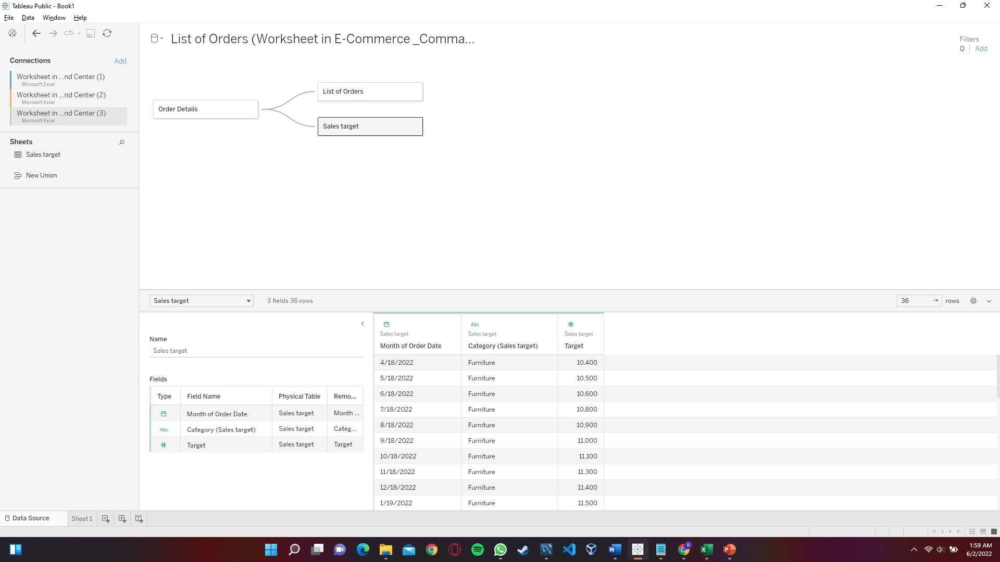 Tableau Public - Book1
File Data Window Help
List of Orders (Worksheet in E-Commerce _Comma...
Filters
0 Add
Connections Add
Worksheet in ...nd Center (1)
Microsoft Excel
Worksheet in ...nd Center (2)
Microsoft Excel
Worksheet in ...nd Center (3)
Microsoft Excel
Sheets
Sales target
New Union
Order Details
List of Orders
Sales target
Sales target 3 fields 36 rows 36 rows
Name
Sales target
Fields
Type Field Name Physical Table Remo...
Month of Order Date Sales target Month ...
Abc Category (Sales target) Sales target Categ...
Target Sales target Target
Abc
Sales target Sales target Sales target
Month of Order Date Category (Sales target) Target
4/18/2022 Furniture 10,400
5/18/2022 Furniture 10,500
6/18/2022 Furniture 10,600
7/18/2022 Furniture 10,800
8/18/2022 Furniture 10,900
9/18/2022 Furniture 11,000
10/18/2022 Furniture 11,100
11/18/2022 Furniture 11,300
12/18/2022 Furniture 11,400
1/19/2022 Furniture 11,500
Data Source Sheet 1
1:59 AM
6/2/2022